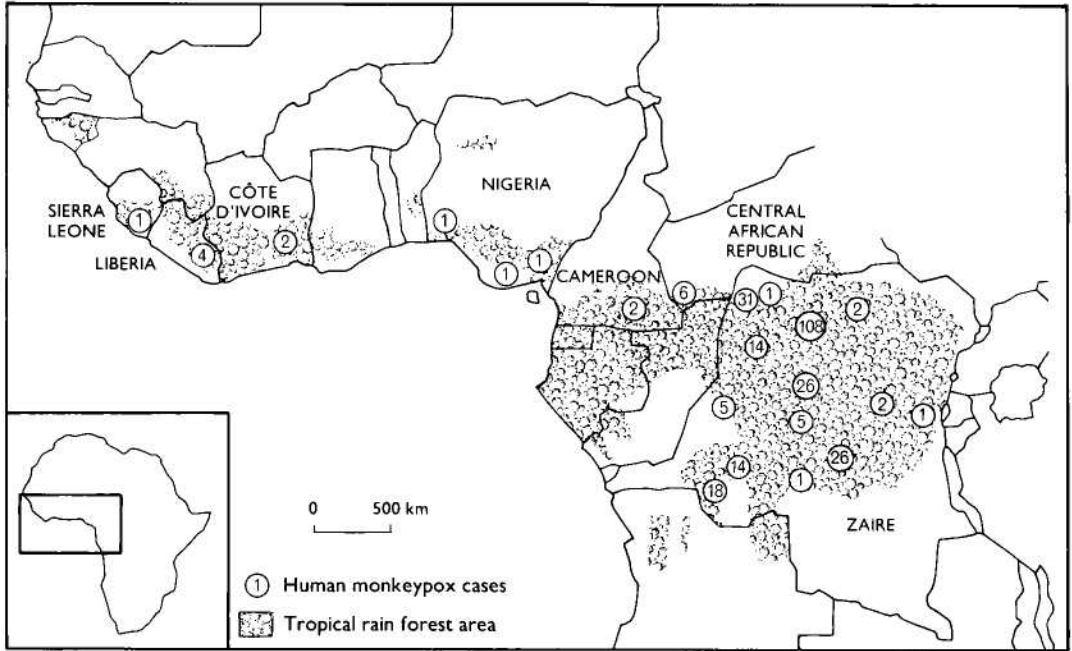 NIGERIA
CÔTE
D'IVOIRE
SIERRA
LEONE
LIBERIA
CENTRAL
AFRICAN
REPUBLIC
CAMEROON
ZAIRE
1
4
2
1
1
1
2
6
31
1
108
2
14
26
5
5
2
1
26
14
1
18
0 500 km
1 Human monkeypox cases
Tropical rain forest area